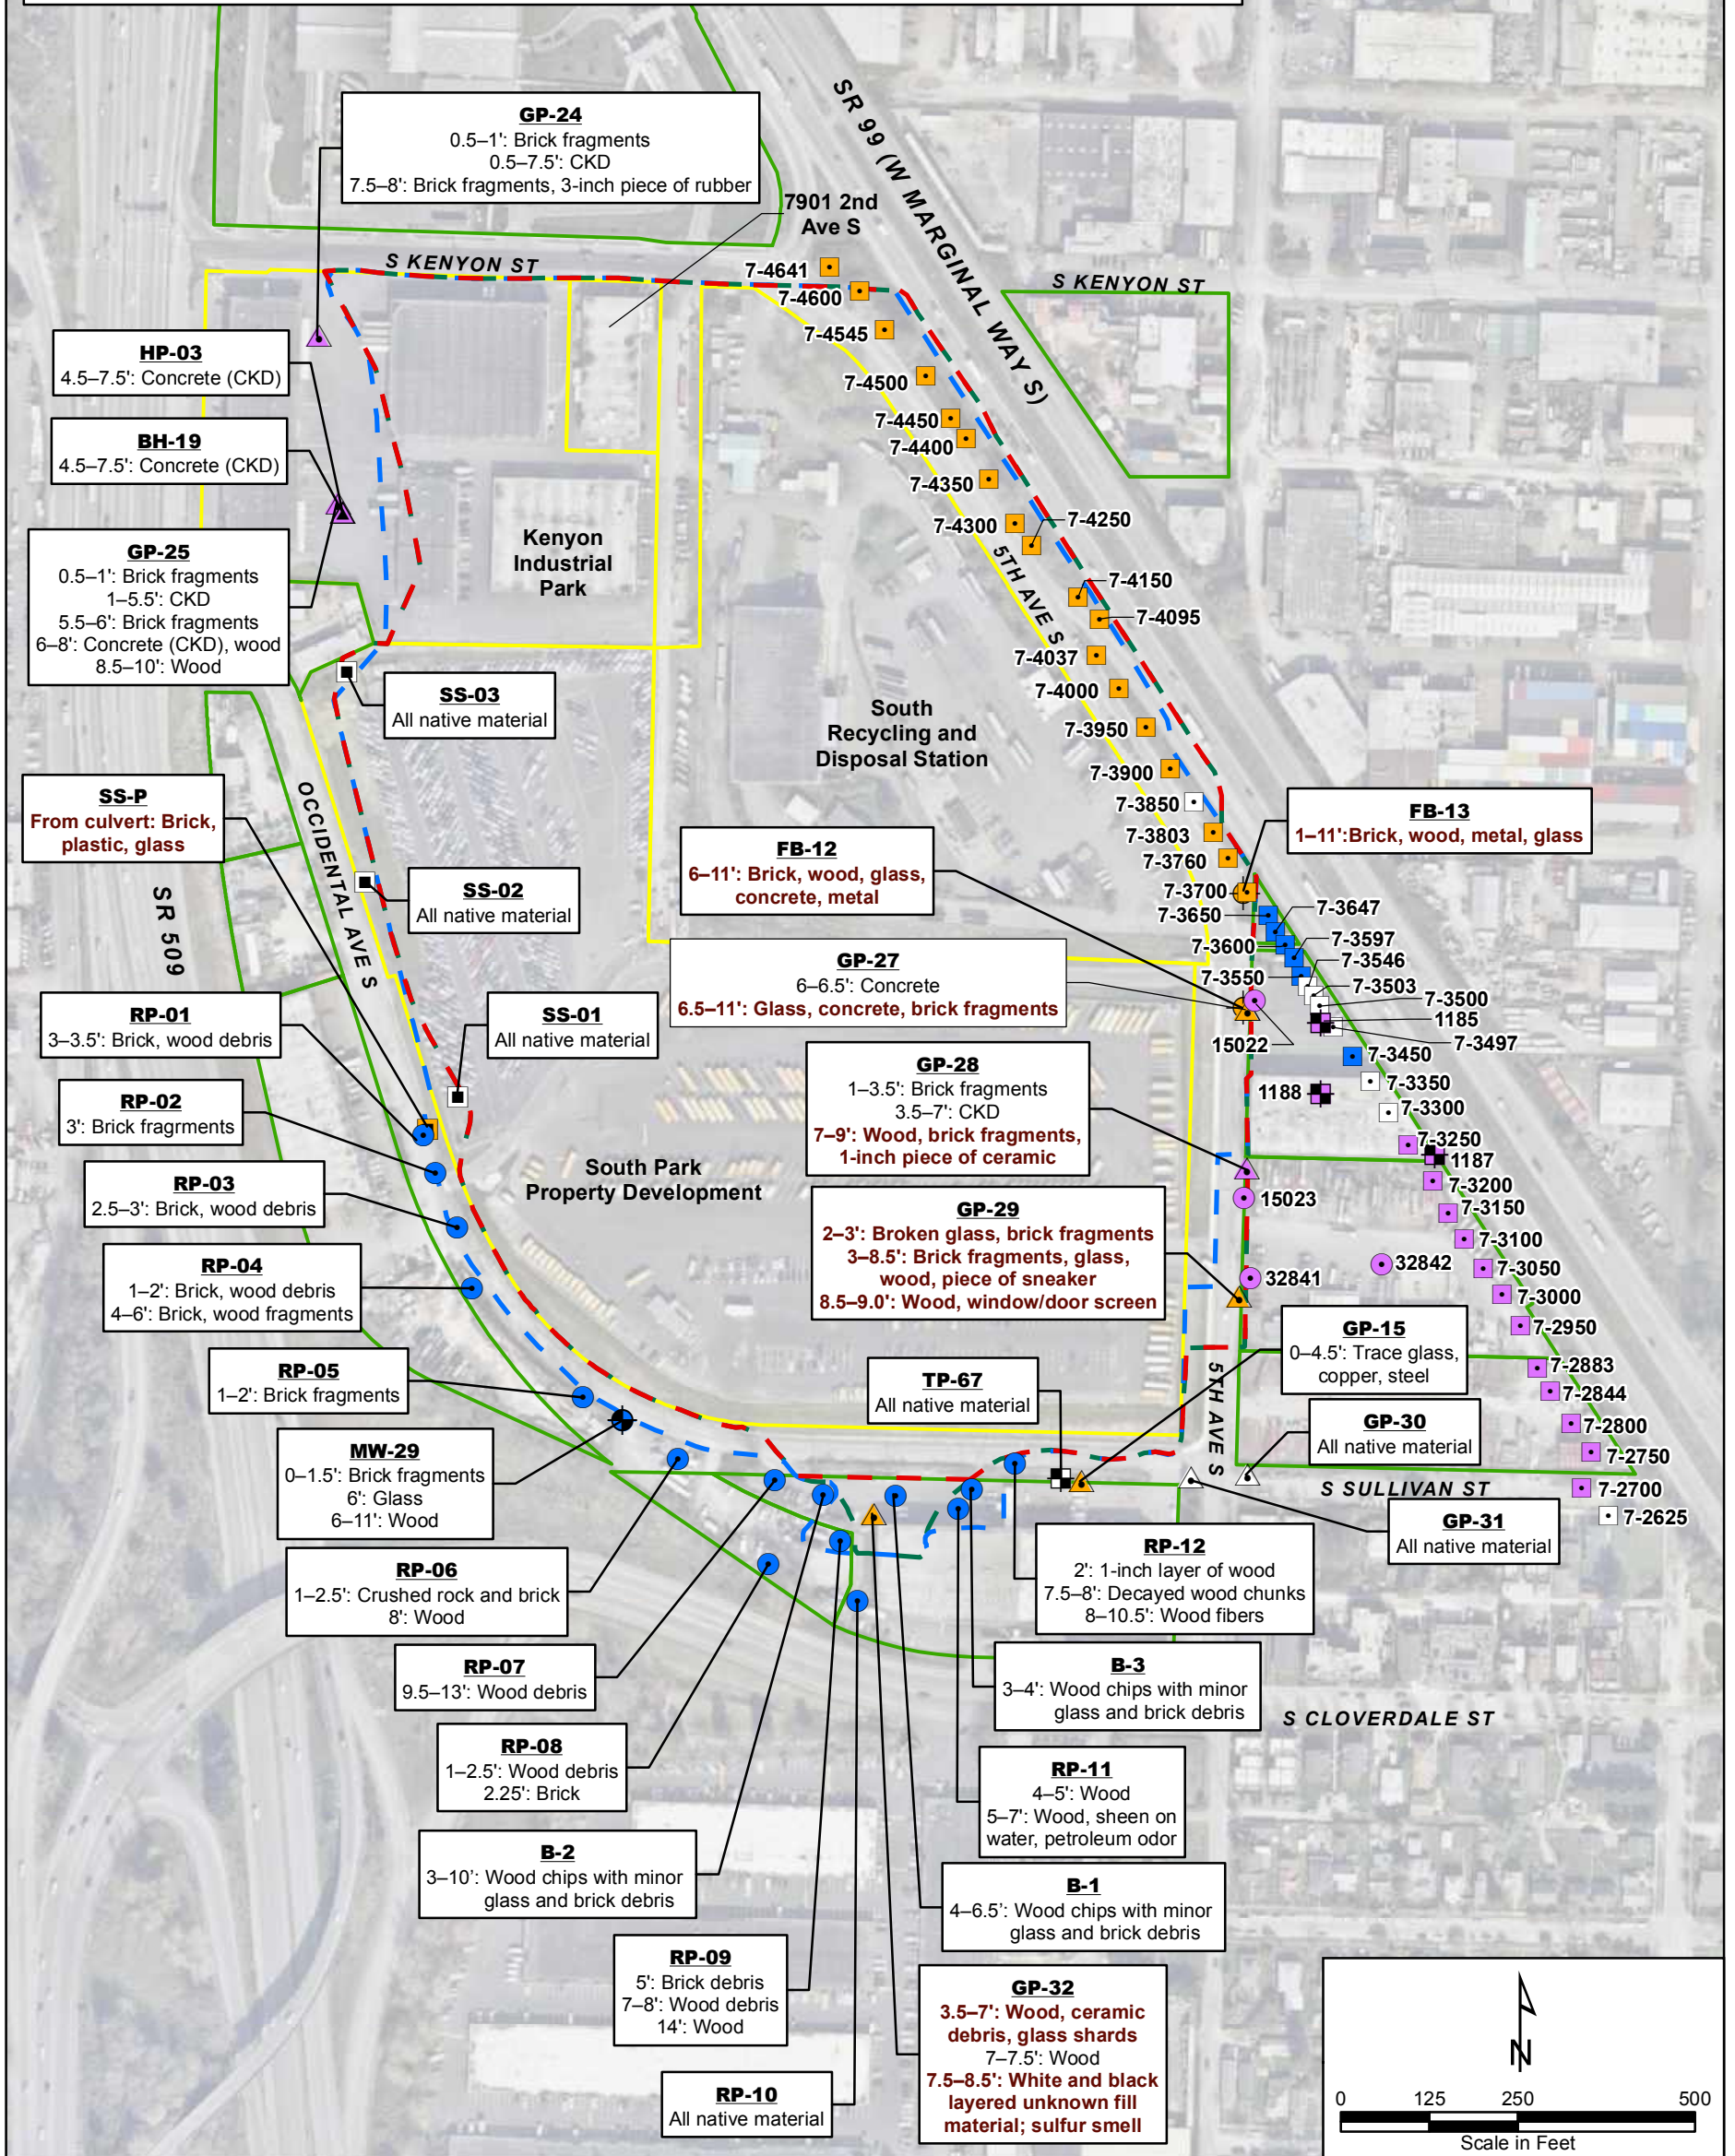 GP-24
0.5–1': Brick fragments
0.5–7.5': CKD
7.5–8': Brick fragments, 3-inch piece of rubber
SR 99 (W MARGINAL WAY S)
7901 2nd
Ave S
S KENYON ST
S KENYON ST
7-4641
7-4600
7-4545
7-4500
7-4450
7-4400
7-4350
7-4300
7-4250
7-4150
7-4095
7-4037
7-4000
7-3950
7-3900
7-3850
7-3803
7-3760
7-3700
7-3650
7-3647
7-3600
7-3597
7-3550
7-3546
7-3503
7-3500
1185
7-3497
15022
7-3450
7-3350
1188
7-3300
7-3250
1187
7-3200
15023
7-3150
7-3100
32842
7-3050
32841
7-3000
7-2950
7-2883
7-2844
7-2800
7-2750
7-2700
7-2625
HP-03
4.5–7.5': Concrete (CKD)
BH-19
4.5–7.5': Concrete (CKD)
GP-25
0.5–1': Brick fragments
1–5.5': CKD
5.5–6': Brick fragments
6–8': Concrete (CKD), wood
8.5–10': Wood
Kenyon
Industrial
Park
5TH AVE S
SS-03
All native material
South
Recycling and
Disposal Station
SS-P
From culvert: Brick,
plastic, glass
OCCIDENTAL AVE S
SR 509
SS-02
All native material
FB-12
6–11': Brick, wood, glass,
concrete, metal
FB-13
1–11':Brick, wood, metal, glass
GP-27
6–6.5': Concrete
6.5–11': Glass, concrete, brick fragments
RP-01
3–3.5': Brick, wood debris
SS-01
All native material
GP-28
1–3.5': Brick fragments
3.5–7': CKD
7–9': Wood, brick fragments,
1-inch piece of ceramic
RP-02
3': Brick fragrments
South Park
Property Development
RP-03
2.5–3': Brick, wood debris
GP-29
2–3': Broken glass, brick fragments
3–8.5': Brick fragments, glass,
wood, piece of sneaker
8.5–9.0': Wood, window/door screen
RP-04
1–2': Brick, wood debris
4–6': Brick, wood fragments
GP-15
0–4.5': Trace glass,
copper, steel
RP-05
1–2': Brick fragments
TP-67
All native material
5TH AVE S
GP-30
All native material
MW-29
0–1.5': Brick fragments
6': Glass
6–11': Wood
S SULLIVAN ST
GP-31
All native material
RP-06
1–2.5': Crushed rock and brick
8': Wood
RP-12
2': 1-inch layer of wood
7.5–8': Decayed wood chunks
8–10.5': Wood fibers
RP-07
9.5–13': Wood debris
B-3
3–4': Wood chips with minor
glass and brick debris
S CLOVERDALE ST
RP-08
1–2.5': Wood debris
2.25': Brick
RP-11
4–5': Wood
5–7': Wood, sheen on
water, petroleum odor
B-2
3–10’: Wood chips with minor
glass and brick debris
B-1
4–6.5’: Wood chips with minor
glass and brick debris
RP-09
5': Brick debris
7–8': Wood debris
14': Wood
GP-32
3.5–7': Wood, ceramic
debris, glass shards
7–7.5': Wood
7.5–8.5': White and black
layered unknown fill
material; sulfur smell
RP-10
All native material
N
0 125 250 500
Scale in Feet